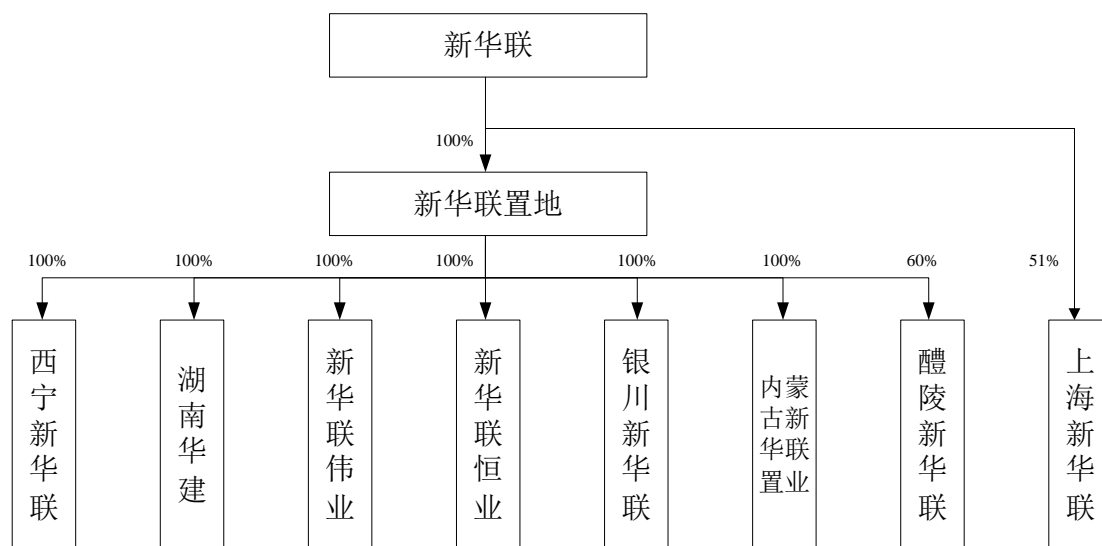 新华联
100%
新华联置地
100%
100%
100%
100%
100%
100%
60%
51%
西宁新华联
湖南华建
新华联伟业
新华联恒业
银川新华联
内蒙
古新
华联
置业
醴陵新华联
上海新华联